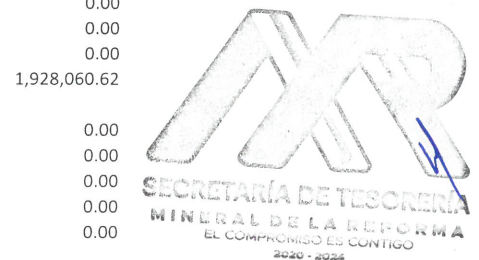 0.00
0.00
0.00
1,928,060.62
0.00
0.00
0.00
0.00
0.00
SECRETARÍA DE TESORERÍA
MINERAL DE LA REFORMA
EL COMPROMISO ES CONTIGO
2020 - 2024